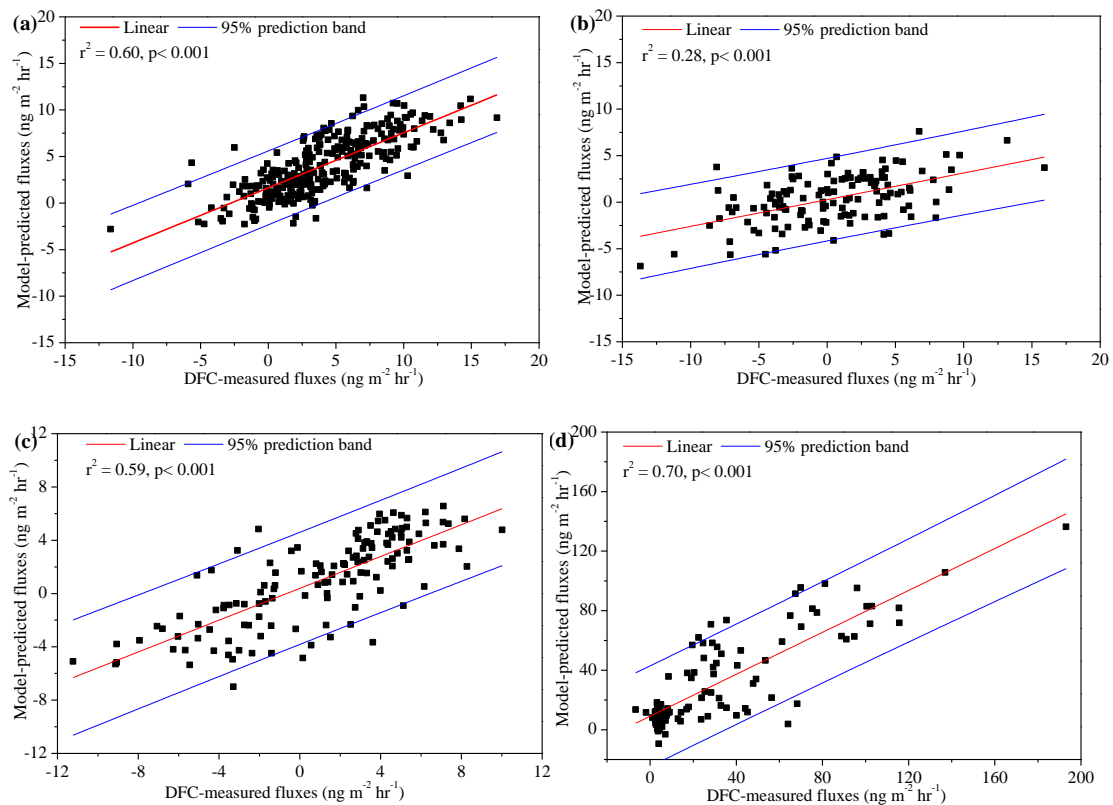 (a)
Linear 95% prediction band
r² = 0.60, p< 0.001
20
15
10
5
0
-5
-10
-15
-15 -10 -5 0 5 10 15 20
Model-predicted fluxes (ng m⁻² hr⁻¹)
DFC-measured fluxes (ng m⁻² hr⁻¹)
(b)
Linear 95% prediction band
r² = 0.28, p< 0.001
20
15
10
5
0
-5
-10
-15
-15 -10 -5 0 5 10 15 20
Model-predicted fluxes (ng m⁻² hr⁻¹)
DFC-measured fluxes (ng m⁻² hr⁻¹)
(c)
Linear 95% prediction band
r² = 0.59, p< 0.001
12
8
4
0
-4
-8
-12
-12 -8 -4 0 4 8 12
Model-predicted fluxes (ng m⁻² hr⁻¹)
DFC-measured fluxes (ng m⁻² hr⁻¹)
(d)
Linear 95% prediction band
r² = 0.70, p< 0.001
200
160
120
80
40
0
0 40 80 120 160 200
Model-predicted fluxes (ng m⁻² hr⁻¹)
DFC-measured fluxes (ng m⁻² hr⁻¹)